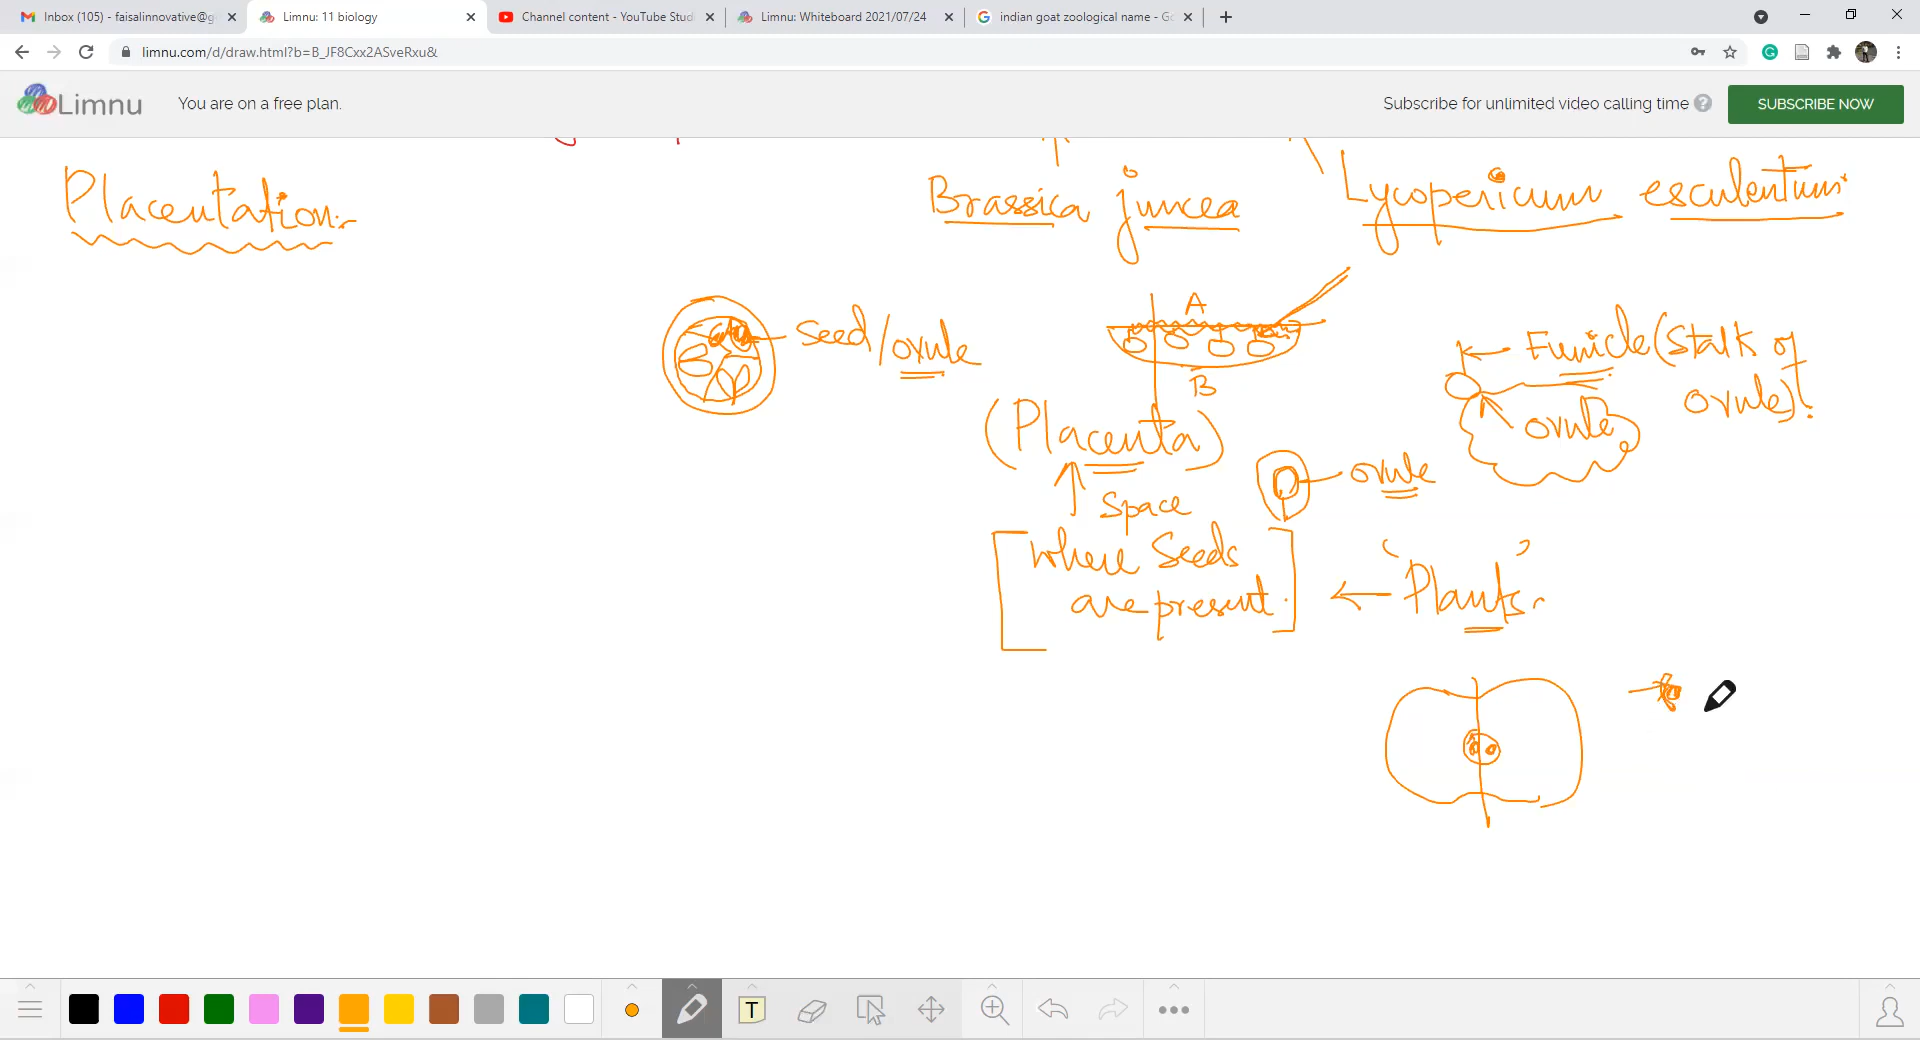 Inbox (105) - faisalinnovative@g
Limnu: 11 biology
Channel content - YouTube Stud
Limnu: Whiteboard 2021/07/24
indian goat zoological name - Go
limnu.com/d/draw.html?b=B_JF8Cxx2ASveRxu&
Limnu
You are on a free plan.
Subscribe for unlimited video calling time ?
SUBSCRIBE NOW
Placentation:-
Brassica juncea
Lycopericum esculentum
seed/ovule
A
B
Funicle (stalk of
ovule).
ovule
(Placenta)
ovule
Space
[where seeds
are present.]
← "Plants.
T